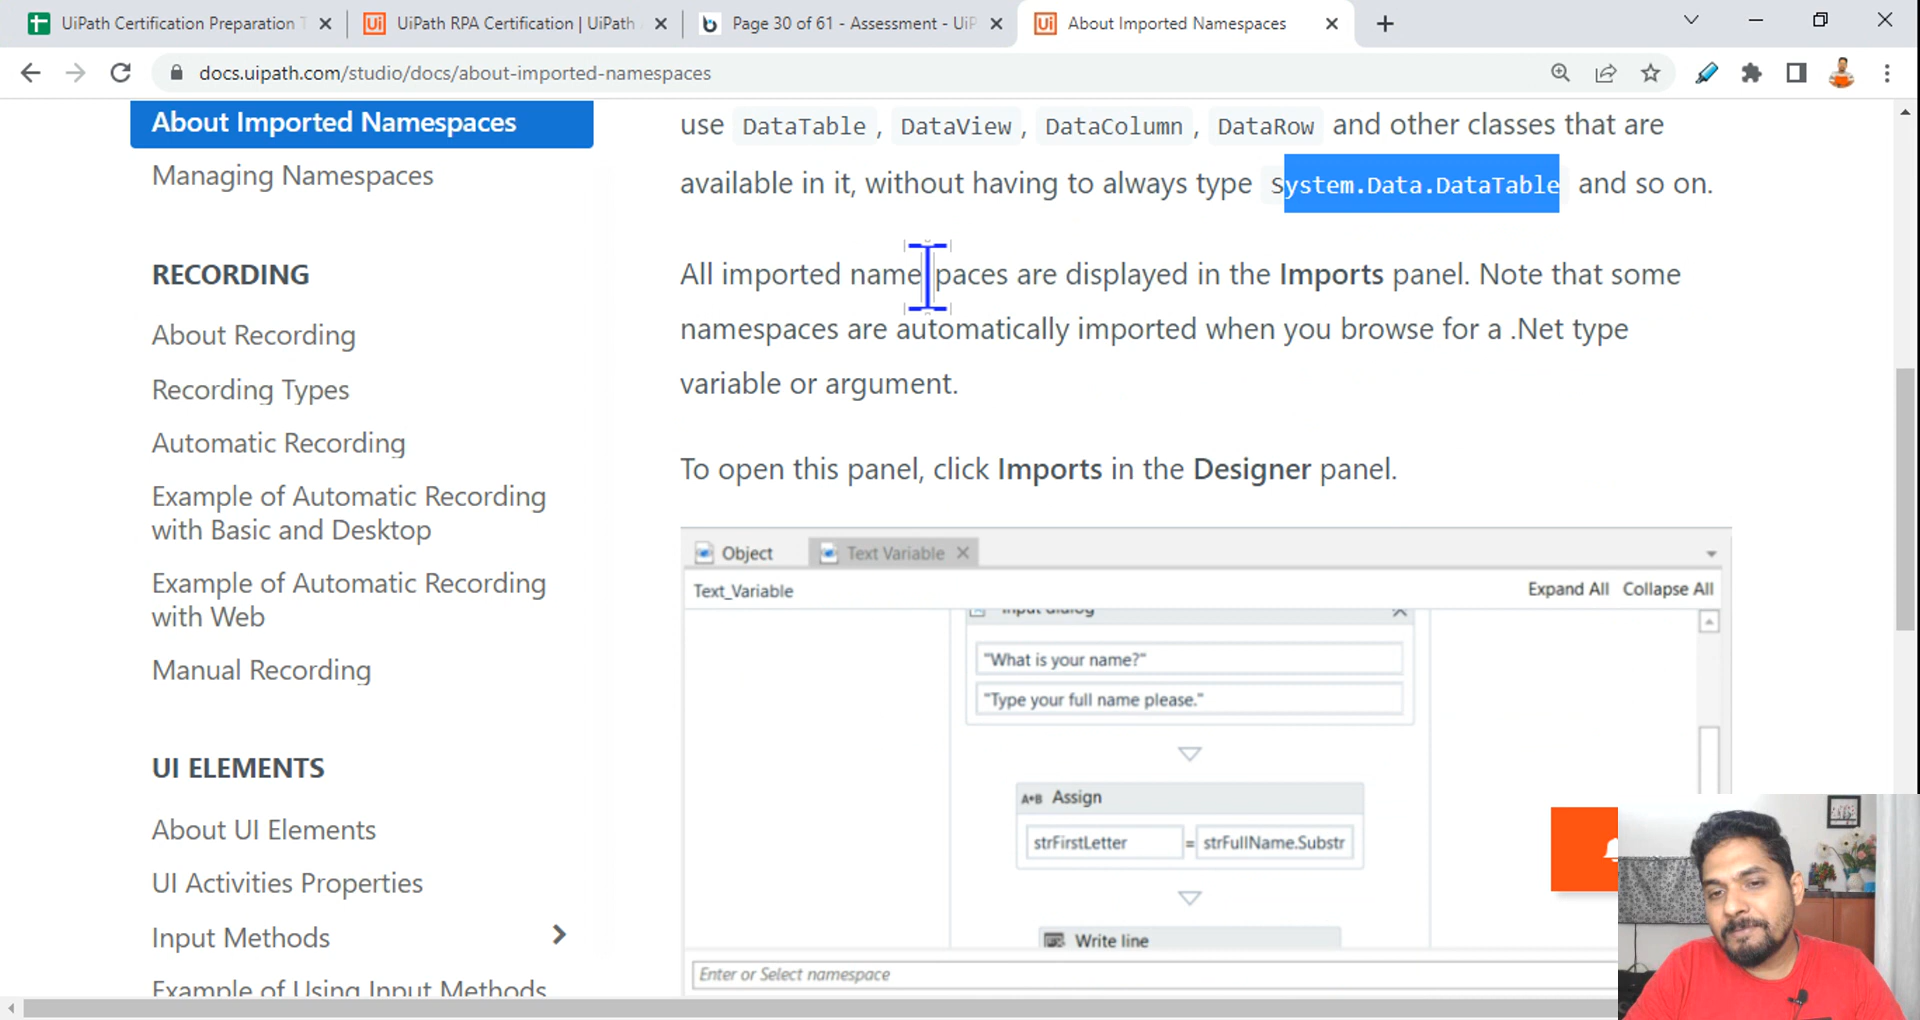 UiPath Certification Preparation T
UiPath RPA Certification | UiPath
Page 30 of 61 - Assessment - UiP
About Imported Namespaces
docs.uipath.com/studio/docs/about-imported-namespaces
About Imported Namespaces
Managing Namespaces
RECORDING
About Recording
Recording Types
Automatic Recording
Example of Automatic Recording
with Basic and Desktop
Example of Automatic Recording
with Web
Manual Recording
UI ELEMENTS
About UI Elements
UI Activities Properties
Input Methods
Example of Using Input Methods
use DataTable, DataView, DataColumn, DataRow and other classes that are
available in it, without having to always type system.Data.DataTable and so on.
All imported name paces are displayed in the Imports panel. Note that some
namespaces are automatically imported when you browse for a .Net type
variable or argument.
To open this panel, click Imports in the Designer panel.
Object
Text Variable
Text_Variable
Expand All Collapse All
Input dialog
"What is your name?"
"Type your full name please."
A+B Assign
strFirstLetter = strFullName.Substr
Write line
Enter or Select namespace